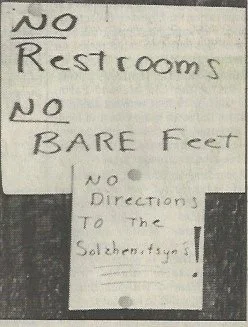 NO
Restrooms
NO
BARE Feet
NO
Directions
To The
Solzhenitsyn's!